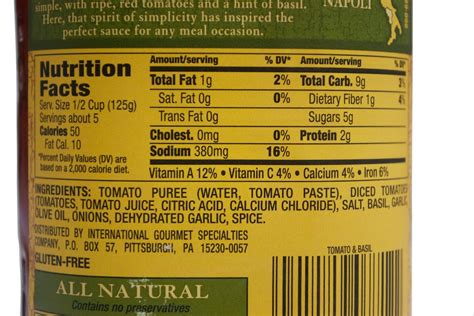 simple, with ripe, red tomatoes and a hint of basil.
Here, that spirit of simplicity has inspired the
perfect sauce for any meal occasion.
NAPOLI
Nutrition
Facts
Serv. Size 1/2 Cup (125g)
Servings about 5
Calories 50
Fat Cal. 10
*Percent Daily Values (DV) are
based on a 2,000 calorie diet.
Amount/serving % DV*
Total Fat 1g 2%
Sat. Fat 0g 0%
Trans Fat 0g
Cholest. 0mg 0%
Sodium 380mg 16%
Amount/serving % DV*
Total Carb. 9g 3%
Dietary Fiber 1g 4%
Sugars 5g
Protein 2g
Vitamin A 12% • Vitamin C 4% • Calcium 4% • Iron 6%
INGREDIENTS: TOMATO PUREE (WATER, TOMATO PASTE), DICED TOMATOES
(TOMATOES, TOMATO JUICE, CITRIC ACID, CALCIUM CHLORIDE), SALT, BASIL, GARLIC,
OLIVE OIL, ONIONS, DEHYDRATED GARLIC, SPICE.
DISTRIBUTED BY INTERNATIONAL GOURMET SPECIALTIES
COMPANY, P.O. BOX 57, PITTSBURGH, PA 15230-0057
GLUTEN-FREE
TOMATO & BASIL
ALL NATURAL
Contains no preservatives